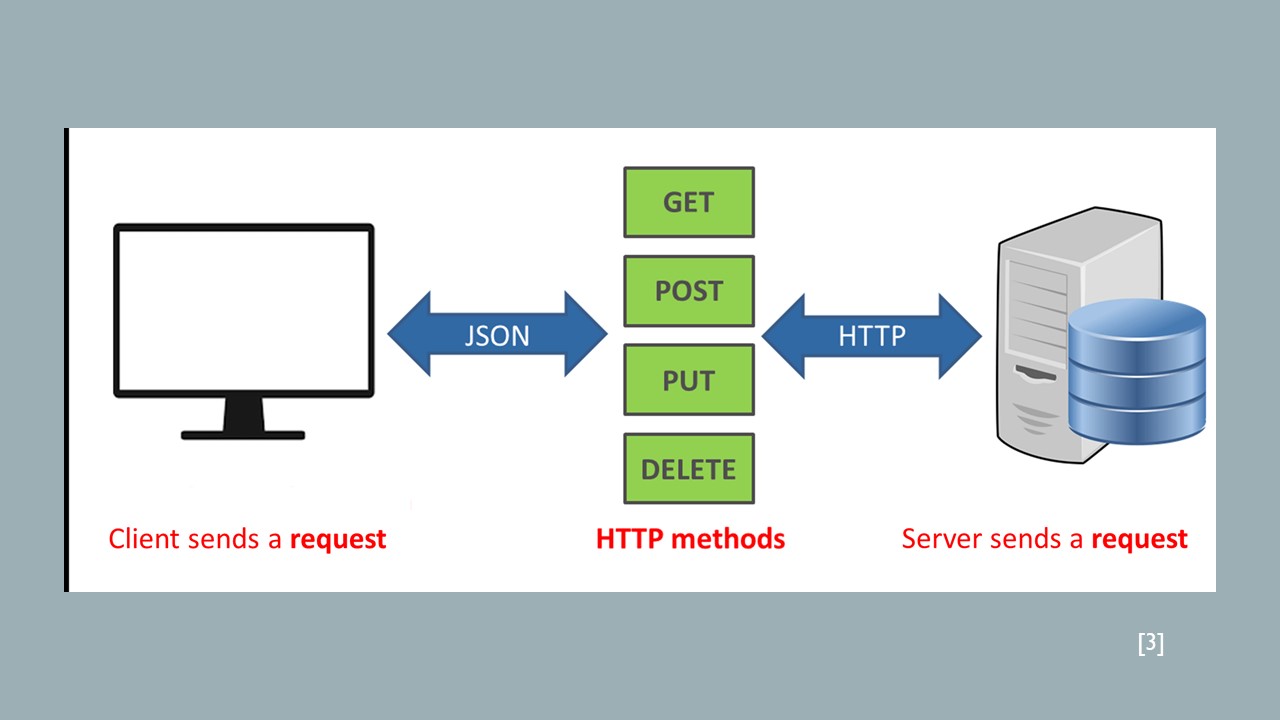 GET
POST
JSON
HTTP
PUT
DELETE
Client sends a request
HTTP methods
Server sends a request
[3]